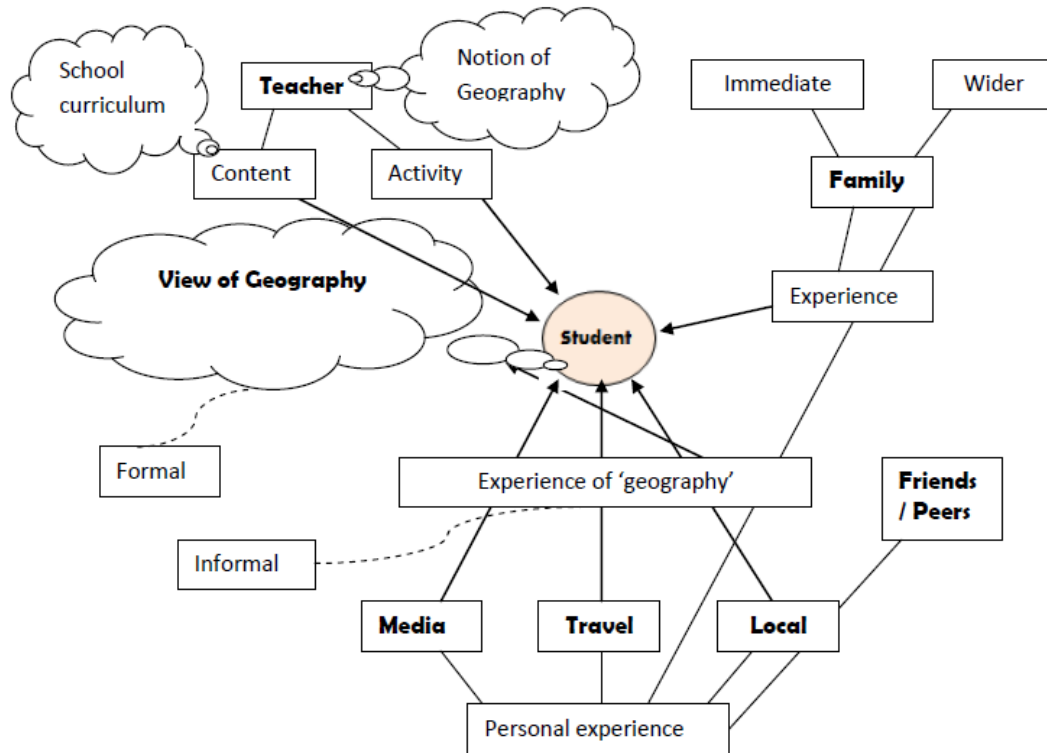 School
curriculum
Teacher
Notion of
Geography
Immediate
Wider
Content
Activity
Family
View of Geography
Experience
Student
Formal
Experience of ‘geography’
Friends
/ Peers
Informal
Media
Travel
Local
Personal experience